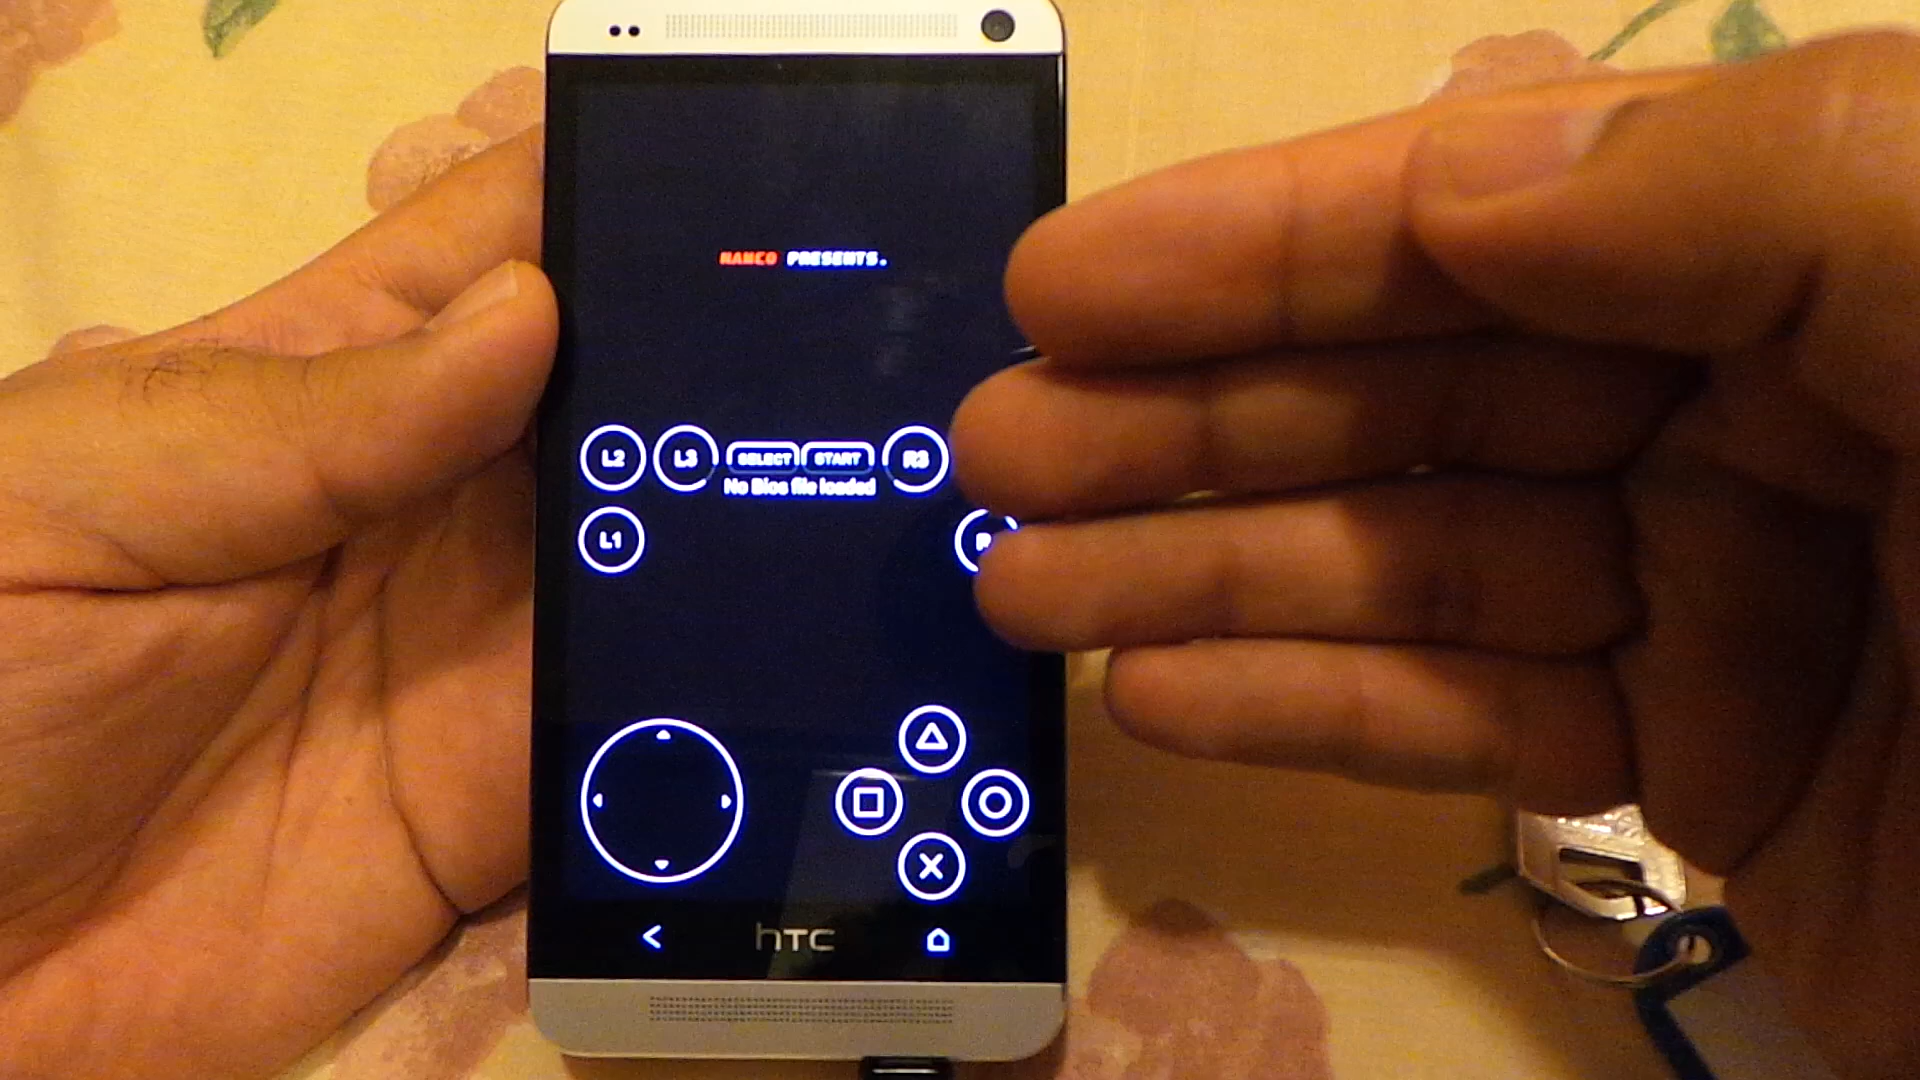 NAMCO PRESENTS.
L2 L3 SELECT START R3
No Bios file loaded
L1 R
hTC